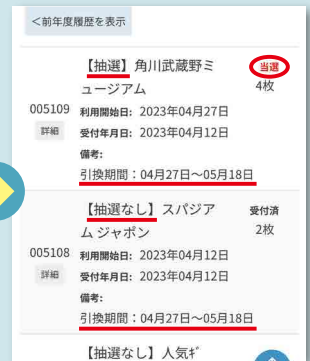 <前年度履歴を表示
【抽選】角川武蔵野ミ
ュージアム
当選
4枚
005109
詳細
利用開始日: 2023年04月27日
受付年月日: 2023年04月12日
備考:
引換期間：04月27日～05月18日
【抽選なし】スパジア
ムジャポン
受付済
2枚
005108
詳細
利用開始日: 2023年04月12日
受付年月日: 2023年04月12日
備考:
引換期間：04月27日～05月18日
【抽選なし】人気ｷﾞ